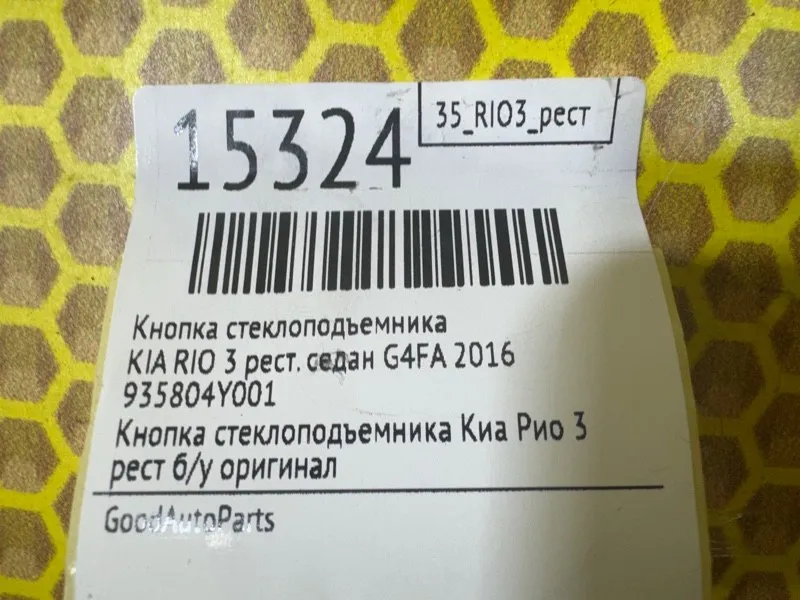 15324
35_RIO3_рест
Кнопка стеклоподъемника
KIA RIO 3 рест. седан G4FA 2016
935804Y001
Кнопка стеклоподъемника Киа Рио 3
рест б/у оригинал
GoodAutoParts